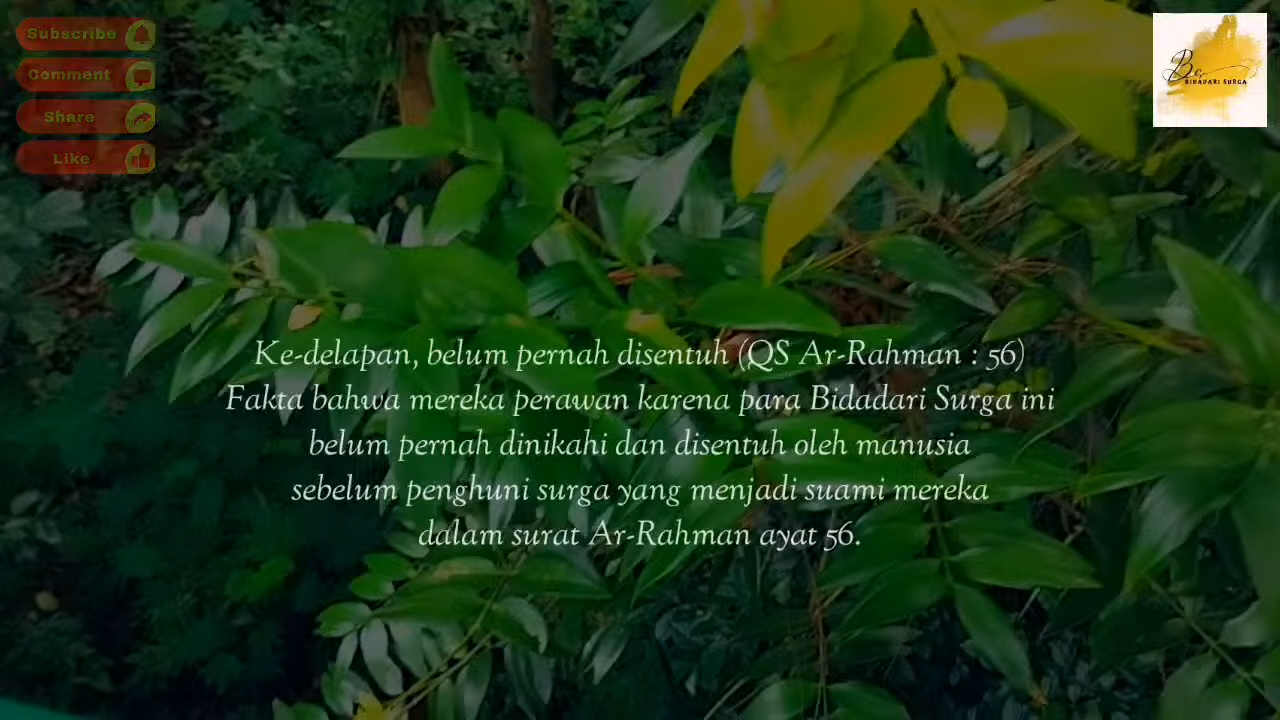 Subscribe
Comment
Share
Like
Be
BIDADARI SURGA
Ke-delapan, belum pernah disentuh (QS Ar-Rahman : 56)
Fakta bahwa mereka perawan karena para Bidadari Surga ini
belum pernah dinikahi dan disentuh oleh manusia
sebelum penghuni surga yang menjadi suami mereka
dalam surat Ar-Rahman ayat 56.